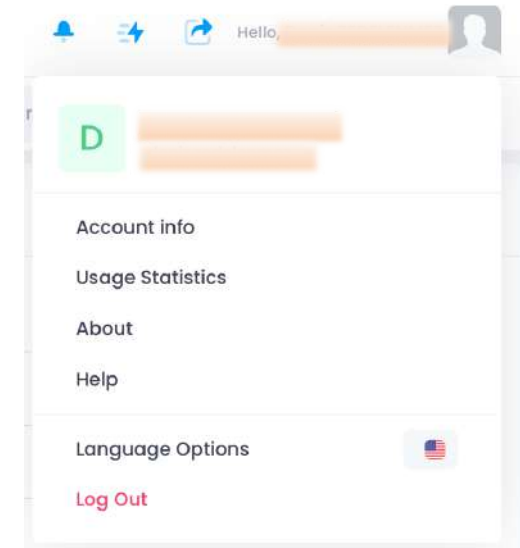 Hello,
r
D
Account info
Usage Statistics
About
Help
Language Options
Log Out